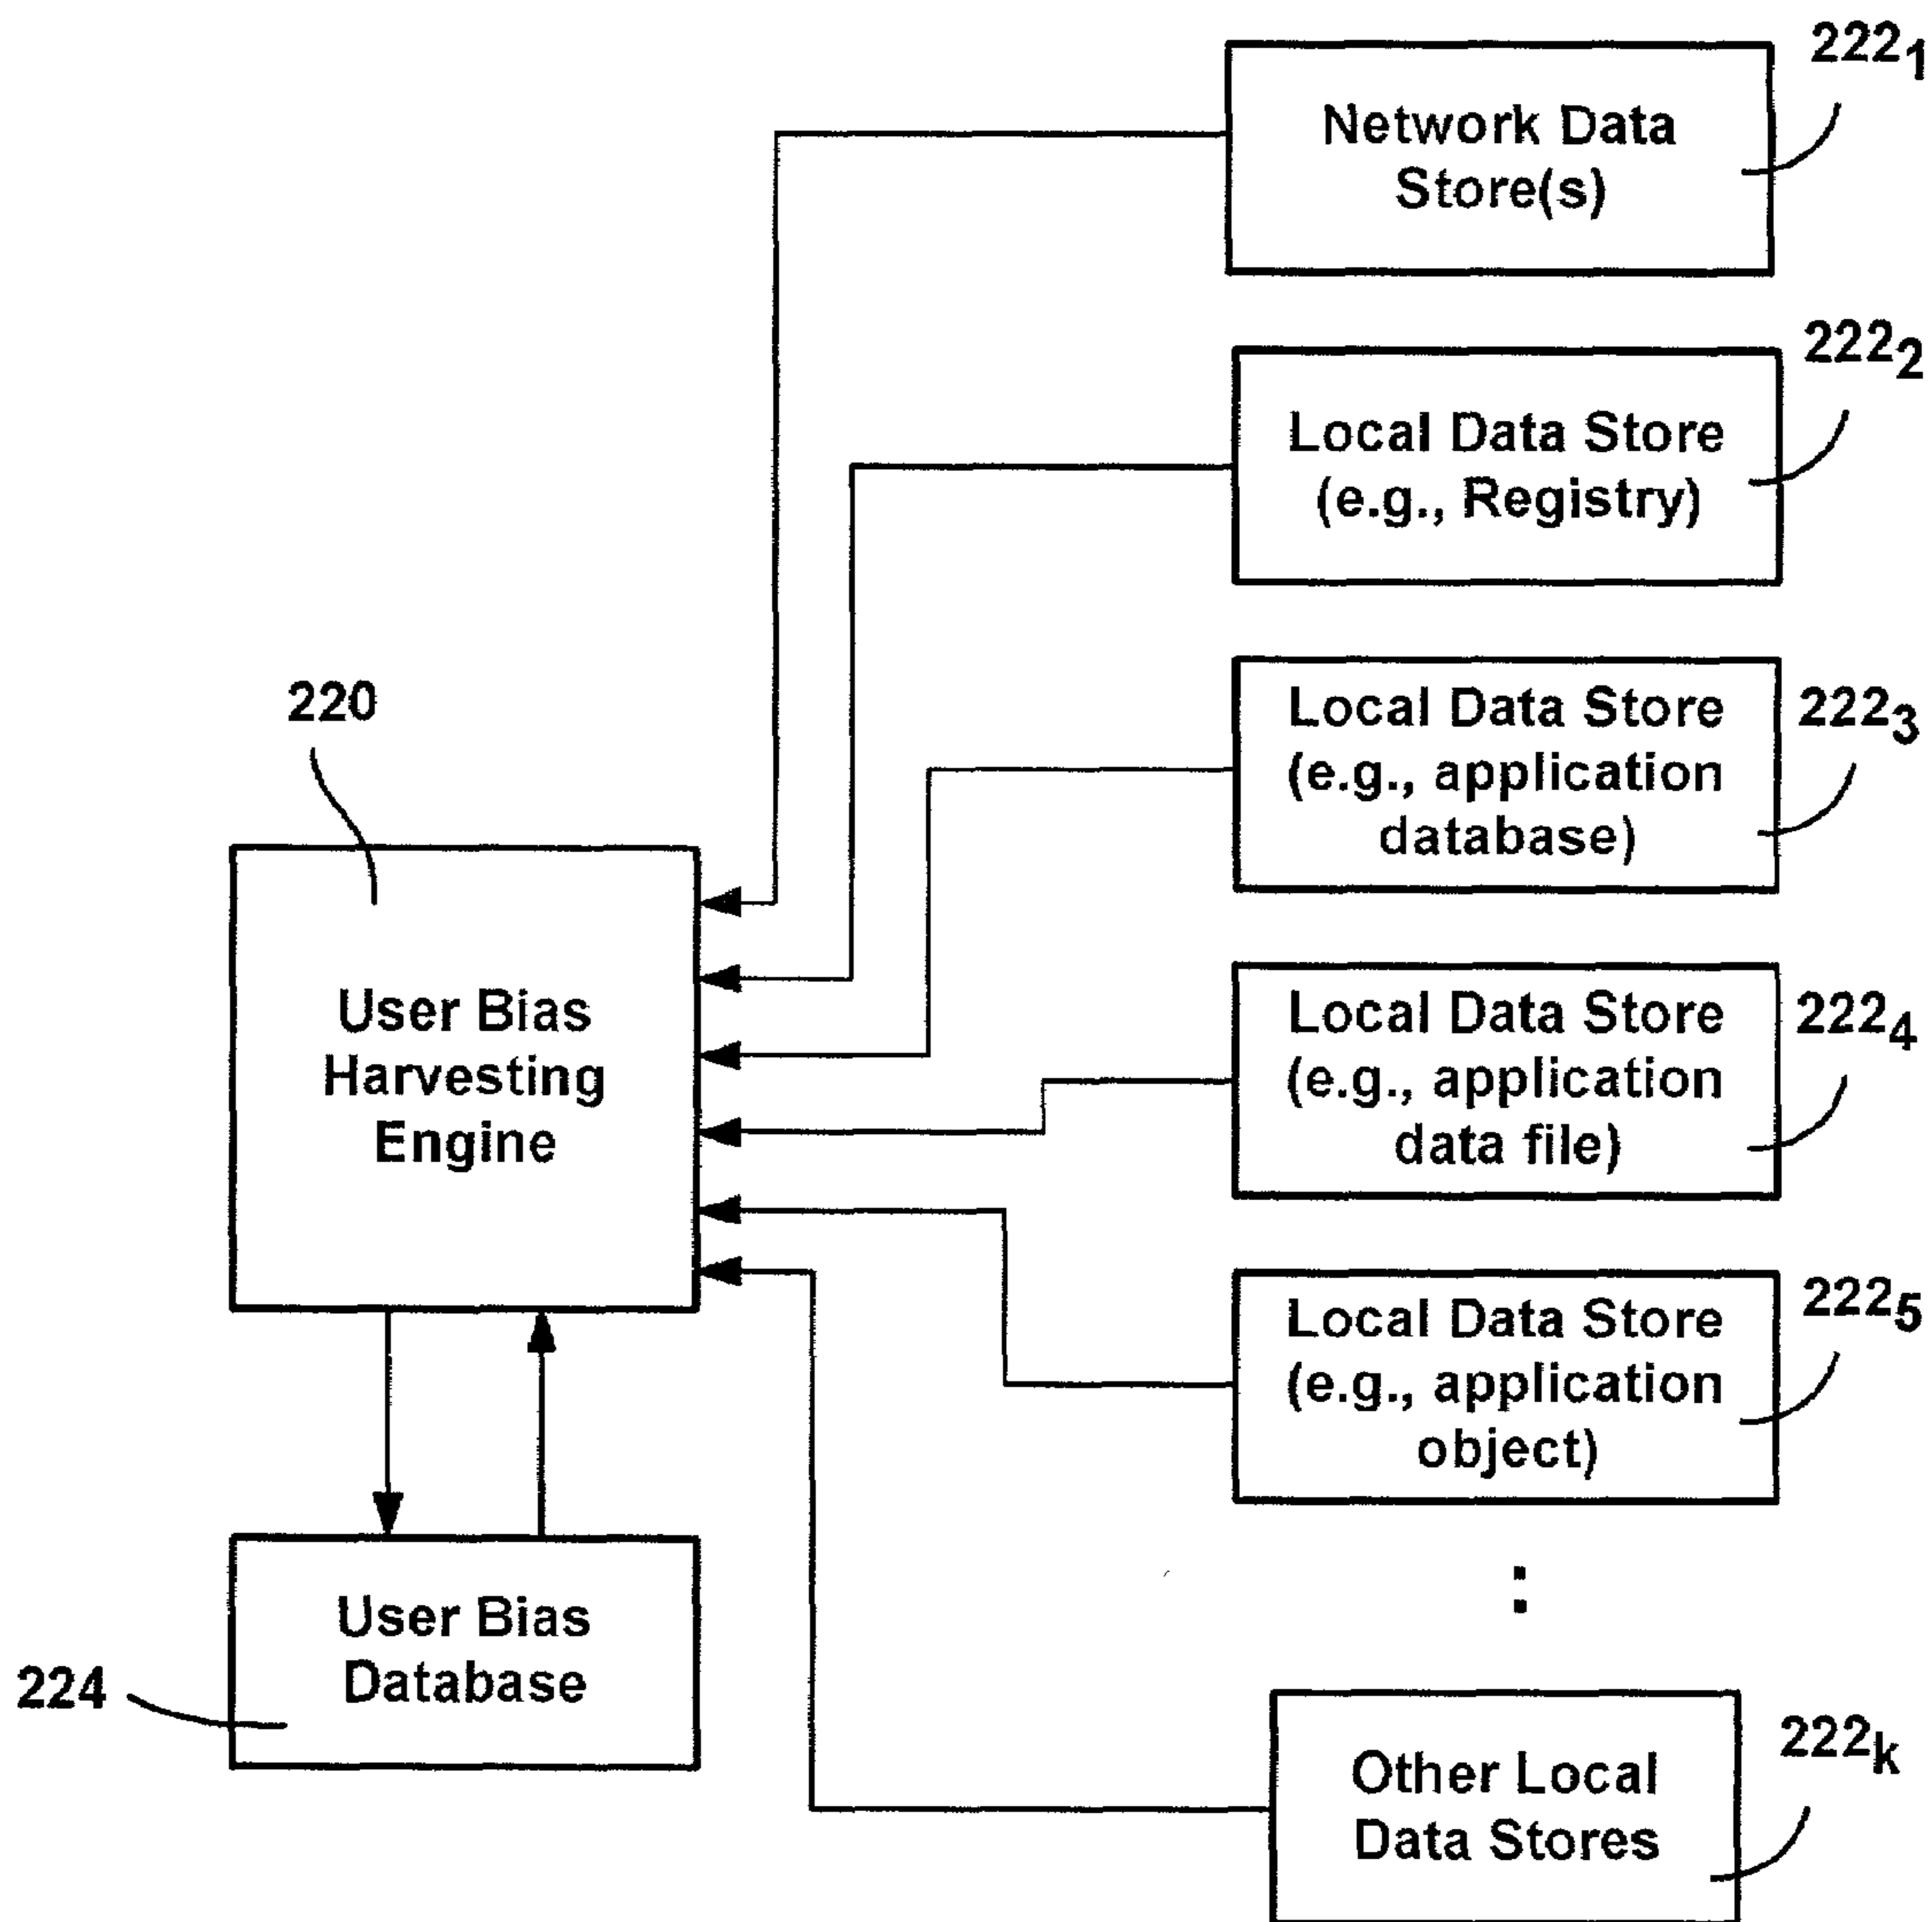 222₁
Network Data
Store(s)
222₂
Local Data Store
(e.g., Registry)
222₃
Local Data Store
(e.g., application
database)
220
User Bias
Harvesting
Engine
222₄
Local Data Store
(e.g., application
data file)
222₅
Local Data Store
(e.g., application
object)
:
User Bias
Database
224
222ₖ
Other Local
Data Stores